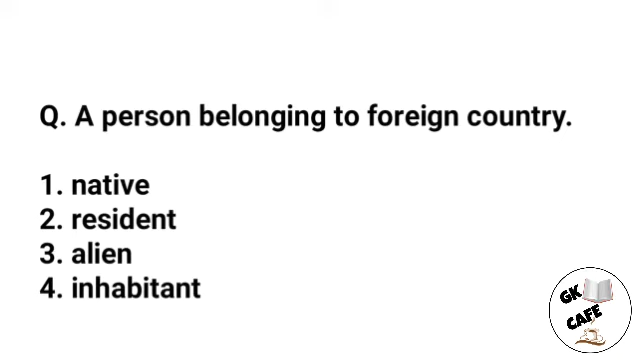 Q. A person belonging to foreign country.
1. native
2. resident
3. alien
4. inhabitant
GK
CAFE